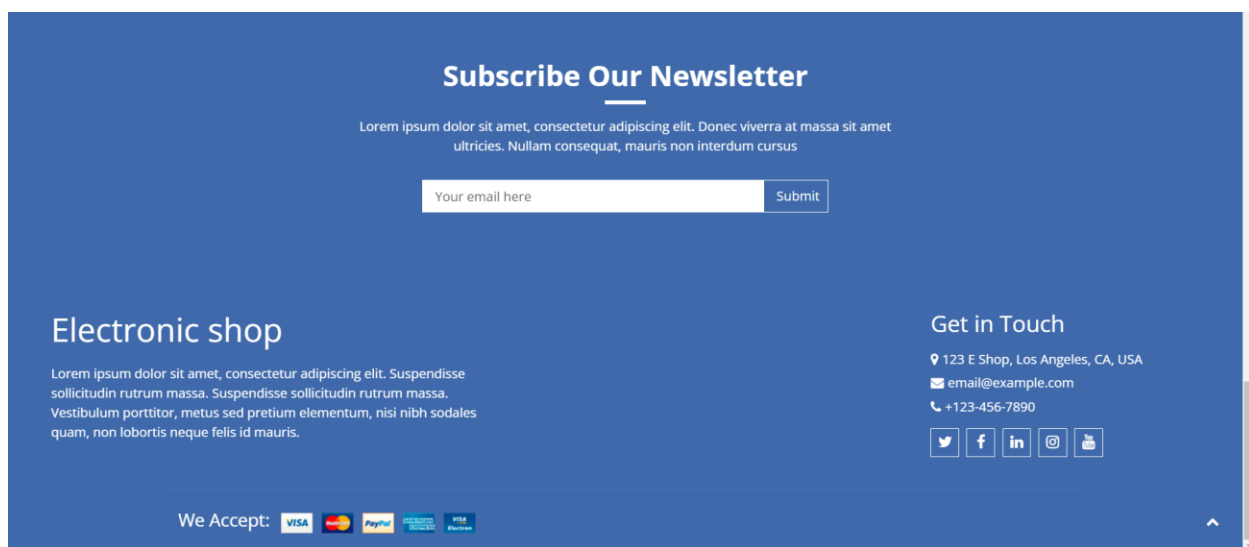 Subscribe Our Newsletter
Lorem ipsum dolor sit amet, consectetur adipiscing elit. Donec viverra at massa sit amet
ultricies. Nullam consequat, mauris non interdum cursus
Your email here
Submit
Electronic shop
Lorem ipsum dolor sit amet, consectetur adipiscing elit. Suspendisse
sollicitudin rutrum massa. Suspendisse sollicitudin rutrum massa.
Vestibulum porttitor, metus sed pretium elementum, nisi nibh sodales
quam, non lobortis neque felis id mauris.
Get in Touch
123 E Shop, Los Angeles, CA, USA
email@example.com
+123-456-7890
We Accept:
VISA
PayPal
VISA
Electron